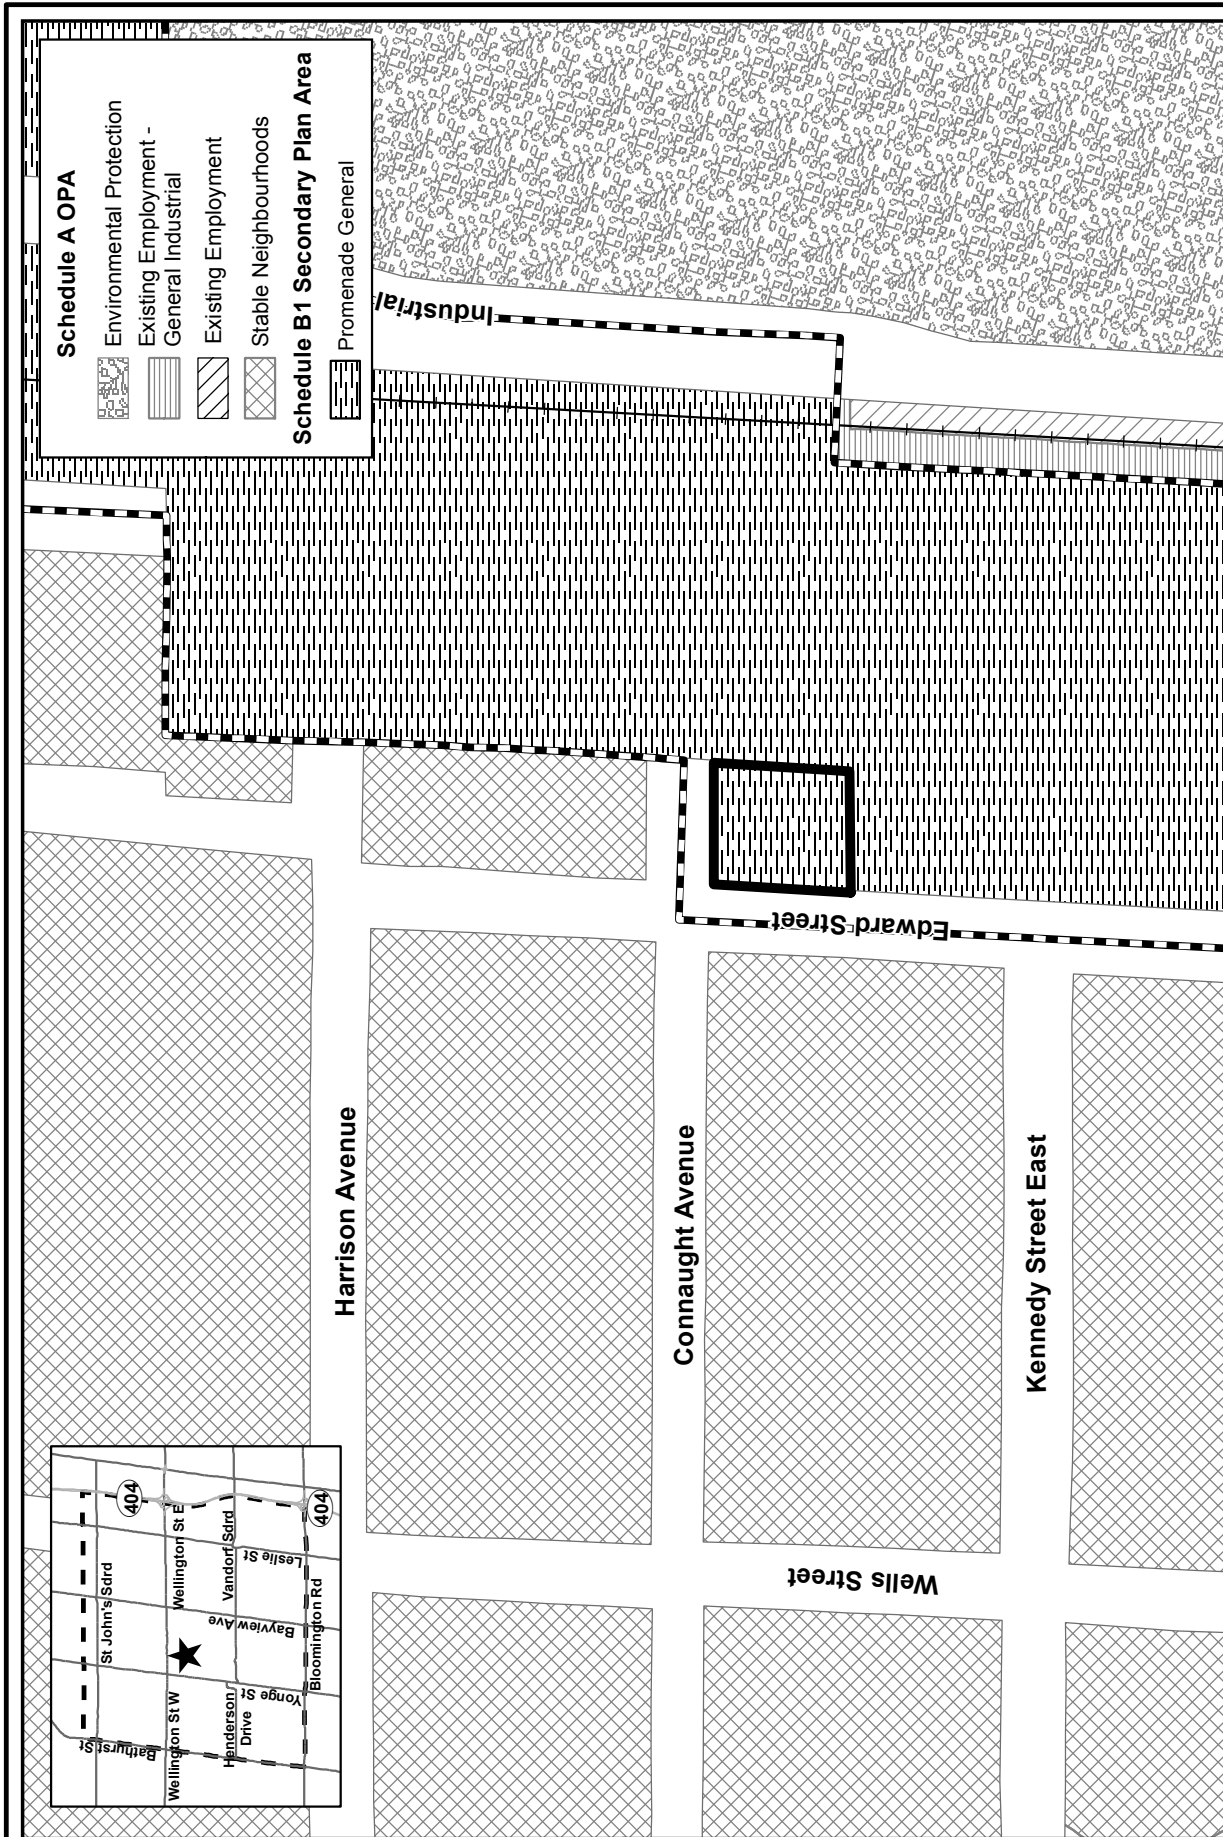 Schedule A OPA
Environmental Protection
Existing Employment -
General Industrial
Existing Employment
Stable Neighbourhoods
Schedule B1 Secondary Plan Area
Promenade General
Industrial
Edward Street
Harrison Avenue
Connaught Avenue
Kennedy Street East
Wells Street
St John's Sdrd
Wellington St E
Wellington St W
Vandorf Sdrd
Henderson
Drive
Bloomington Rd
Bathurst St
Yonge St
Bayview Ave
Leslie St
404
404